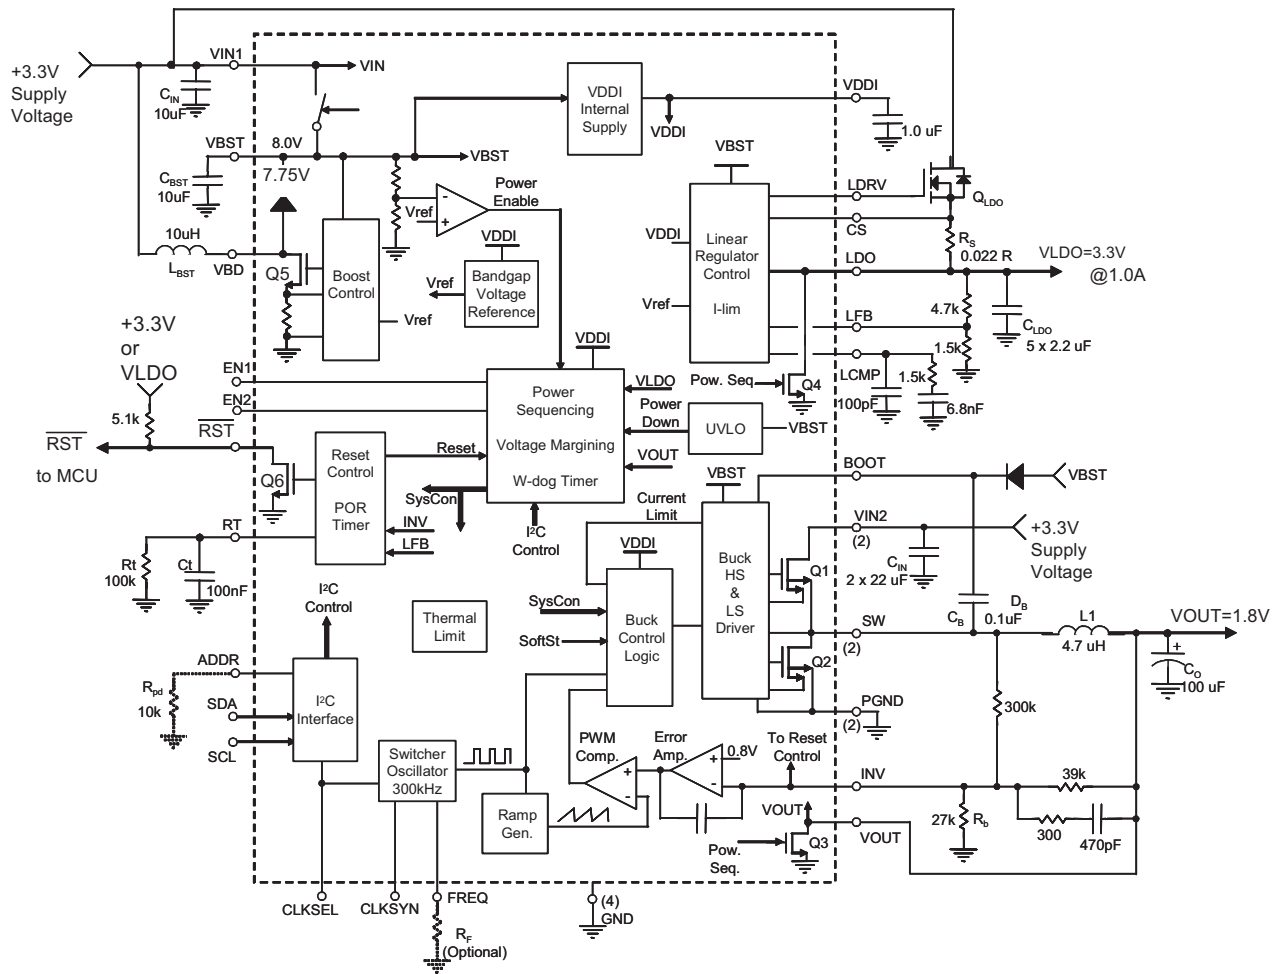 +3.3V
Supply
Voltage
VIN1
CIN
10uF
VIN
VBST
8.0V
7.75V
CBST
10uF
VBST
10uH
LBST
VBD
Q5
Boost
Control
Vref
Vref
+
-
Power
Enable
VDDI
Bandgap
Voltage
Reference
Vref
VDDI
Internal
Supply
VDDI
VDDI
1.0 uF
VBST
Linear
Regulator
Control
I-lim
VDDI
Vref
LDRV
CS
LDO
LFB
LCMP
QLDO
RS
0.022 R
VLDO=3.3V
@1.0A
4.7k
1.5k
CLDO
5 x 2.2 uF
1.5k
100pF
6.8nF
Pow. Seq.
Q4
+3.3V
or
VLDO
5.1k
RST
to MCU
RST
EN1
EN2
Q6
Reset
Control
POR
Timer
Reset
SysCon
INV
LFB
VDDI
Power
Sequencing
Voltage Margining
W-dog Timer
I²C
Control
VLDO
Power
Down
UVLO
VBST
VOUT
RT
Rt
100k
Ct
100nF
I²C
Control
Thermal
Limit
ADDR
Rpd
10k
SDA
SCL
I²C
Interface
Current
Limit
VDDI
SysCon
SoftSt
Buck
Control
Logic
VBST
Buck
HS
&
LS
Driver
Q1
Q2
BOOT
VBST
VIN2
(2)
+3.3V
Supply
Voltage
CIN
2 x 22 uF
DB
CB
0.1uF
SW
(2)
L1
4.7 uH
VOUT=1.8V
+
CO
100 uF
PGND
(2)
300k
Switcher
Oscillator
300kHz
Ramp
Gen.
PWM
Comp.
+
-
Error
Amp.
+
-
0.8V
To Reset
Control
INV
39k
300
470pF
27k
Rb
VOUT
VOUT
Pow.
Seq.
Q3
CLKSEL
CLKSYN
FREQ
RF
(Optional)
(4)
GND